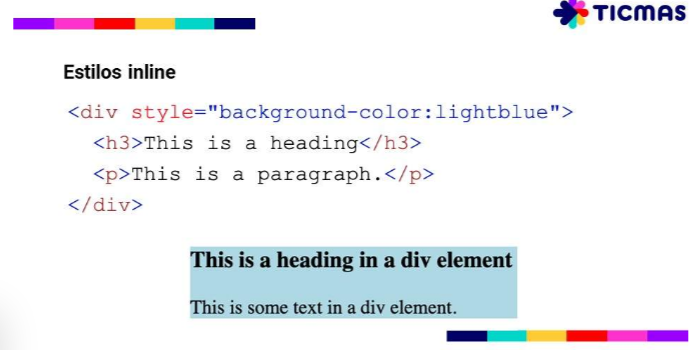 TICMAS
Estilos inline
<div style="background-color:lightblue">
<h3>This is a heading</h3>
<p>This is a paragraph.</p>
</div>
This is a heading in a div element
This is some text in a div element.